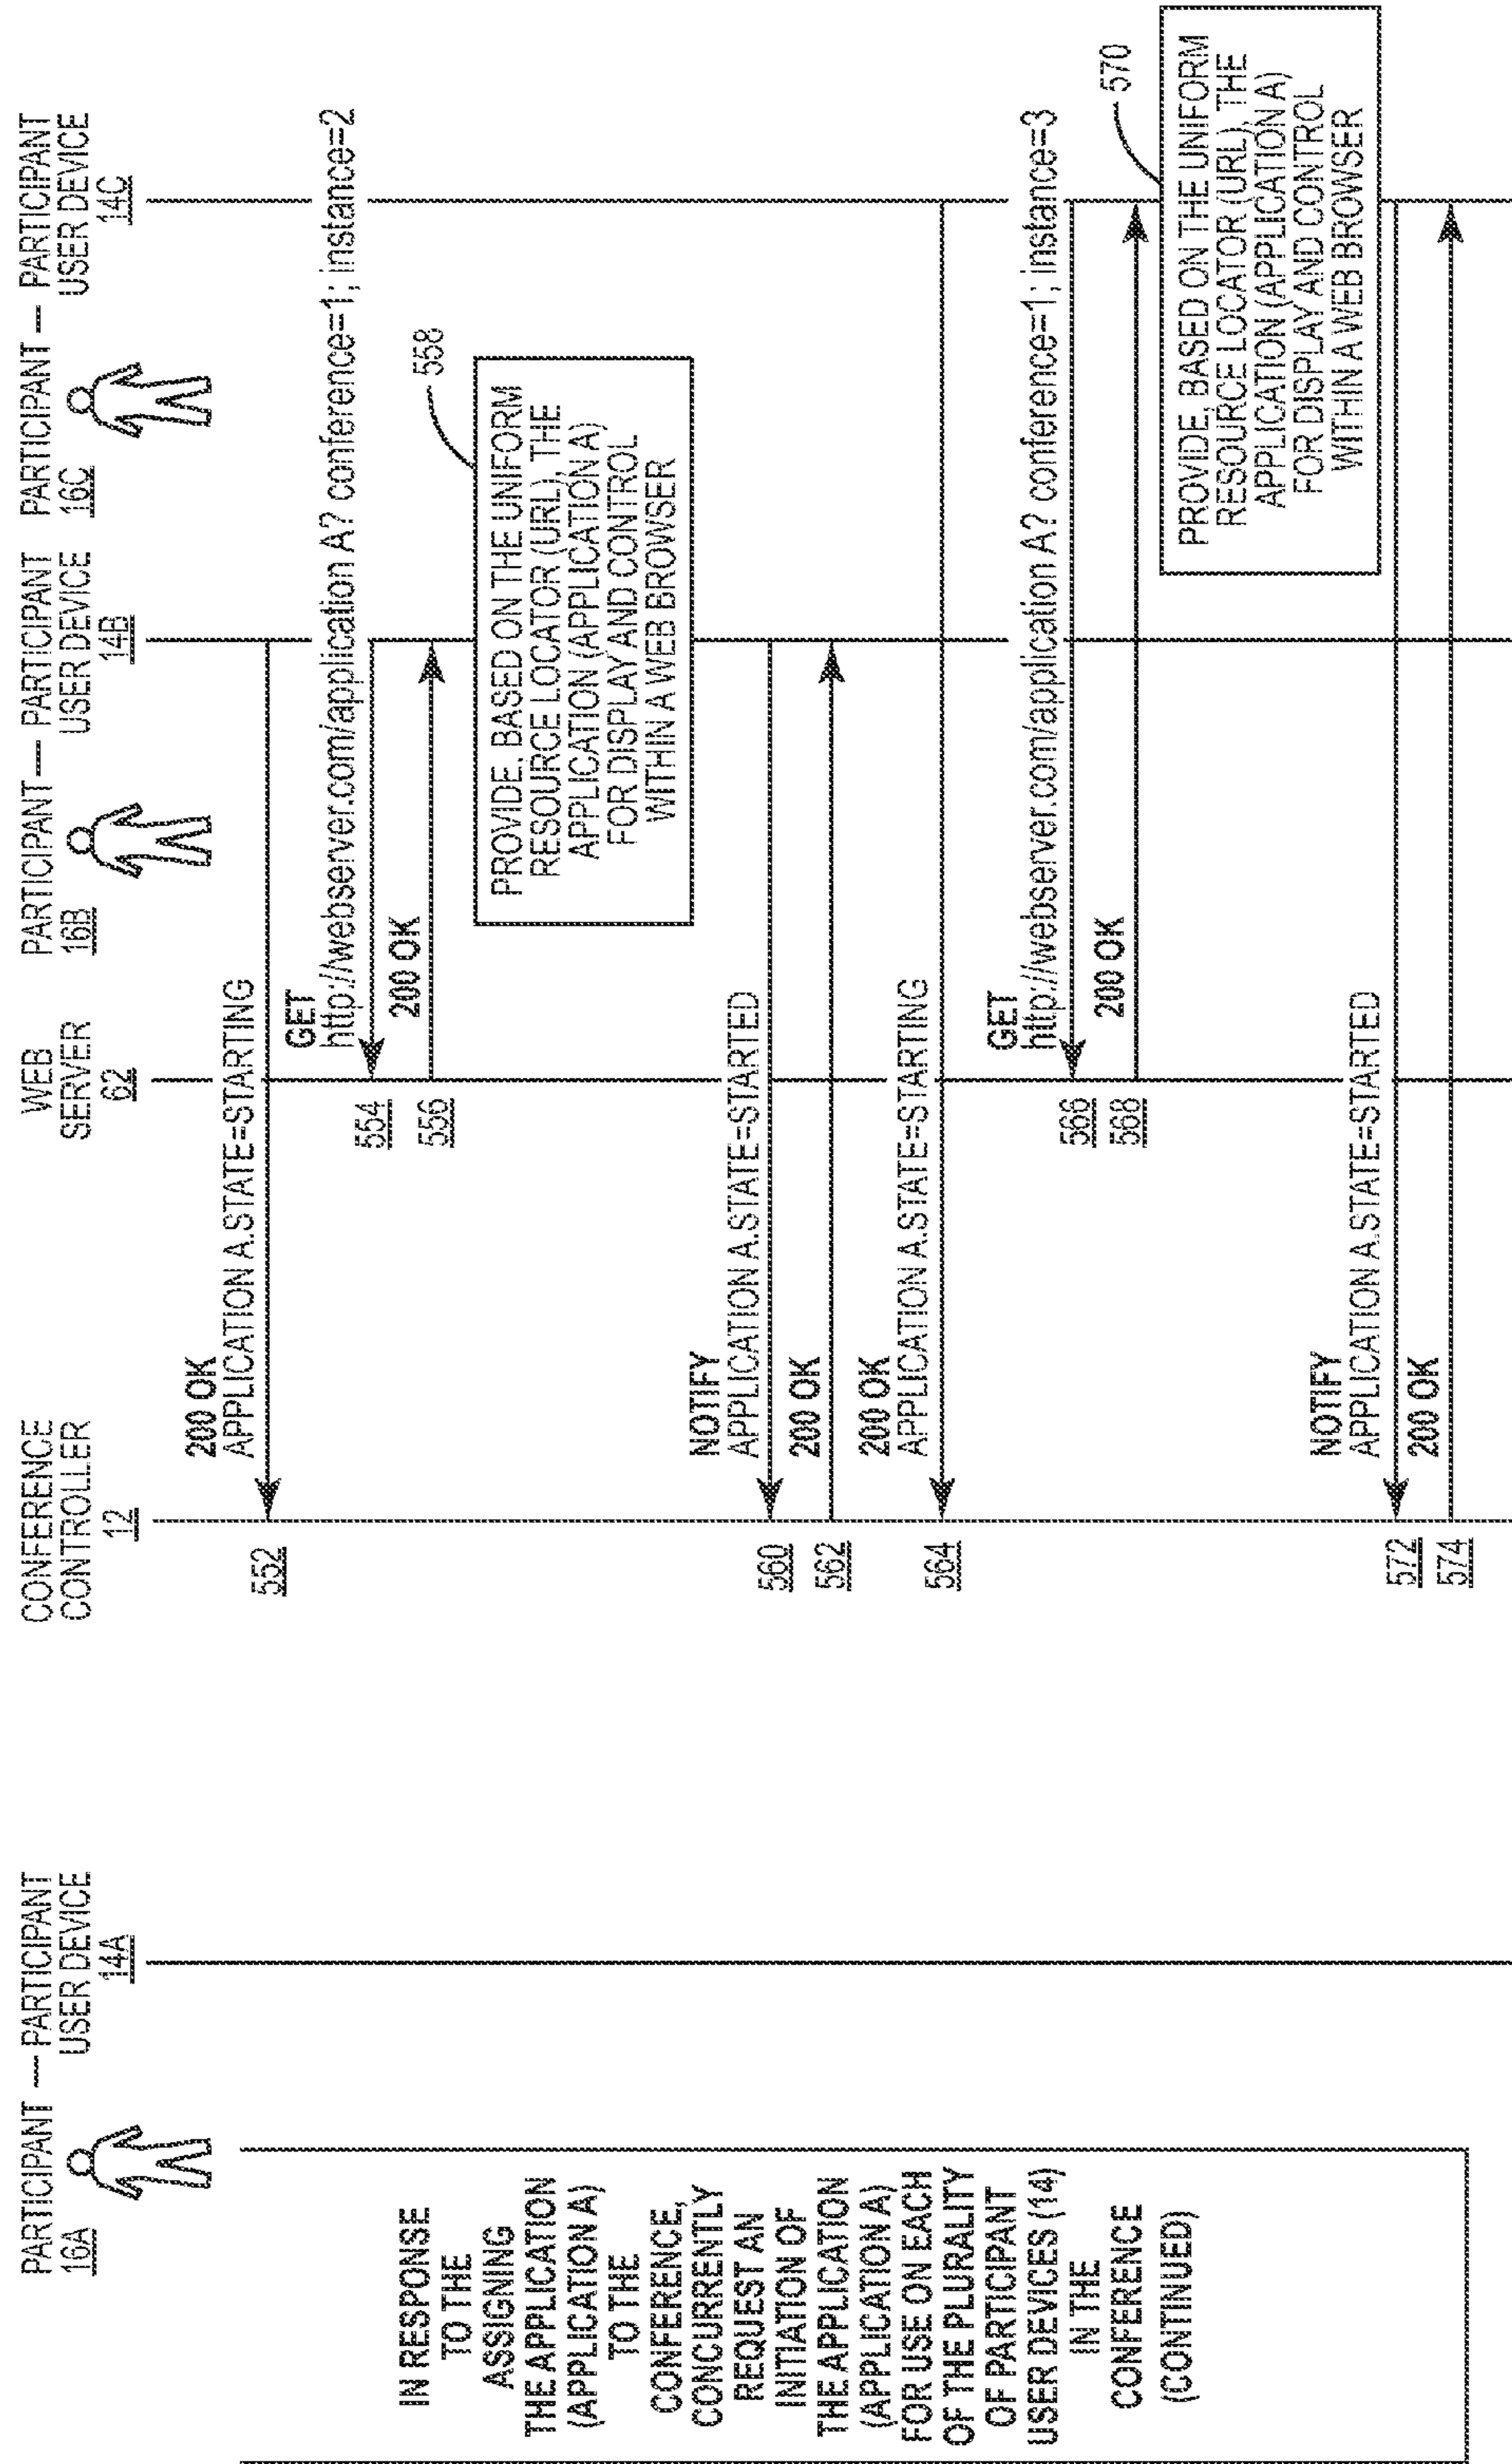 PARTICIPANT — PARTICIPANT
16A
USER DEVICE
14A
CONFERENCE
CONTROLLER
12
WEB
SERVER
62
PARTICIPANT — PARTICIPANT
16B
USER DEVICE
14B
PARTICIPANT — PARTICIPANT
16C
USER DEVICE
14C
IN RESPONSE
TO THE
ASSIGNING
THE APPLICATION
(APPLICATION A)
TO THE
CONFERENCE,
CONCURRENTLY
REQUEST AN
INITIATION OF
THE APPLICATION
(APPLICATION A)
FOR USE ON EACH
OF THE PLURALITY
OF PARTICIPANT
USER DEVICES (14)
IN THE
CONFERENCE
(CONTINUED)
200 OK
APPLICATION A.STATE=STARTING
552
GET
http://webserver.com/application A? conference=1; instance=2
554
200 OK
556
558
PROVIDE, BASED ON THE UNIFORM
RESOURCE LOCATOR (URL), THE
APPLICATION (APPLICATION A)
FOR DISPLAY AND CONTROL
WITHIN A WEB BROWSER
NOTIFY
APPLICATION A.STATE=STARTED
560
200 OK
562
200 OK
APPLICATION A.STATE=STARTING
564
GET
http://webserver.com/application A? conference=1; instance=3
566
200 OK
568
570
PROVIDE, BASED ON THE UNIFORM
RESOURCE LOCATOR (URL), THE
APPLICATION (APPLICATION A)
FOR DISPLAY AND CONTROL
WITHIN A WEB BROWSER
NOTIFY
APPLICATION A.STATE=STARTED
572
200 OK
574